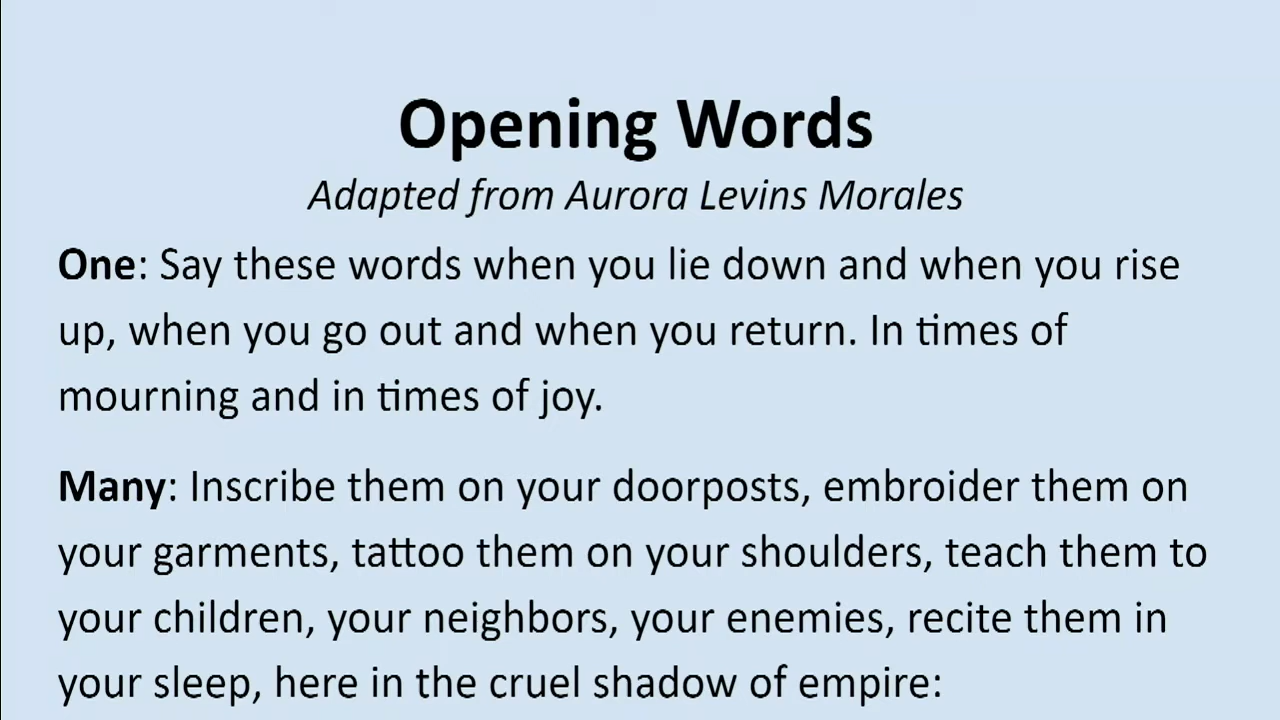 Opening Words
Adapted from Aurora Levins Morales
One: Say these words when you lie down and when you rise
up, when you go out and when you return. In times of
mourning and in times of joy.
Many: Inscribe them on your doorposts, embroider them on
your garments, tattoo them on your shoulders, teach them to
your children, your neighbors, your enemies, recite them in
your sleep, here in the cruel shadow of empire: